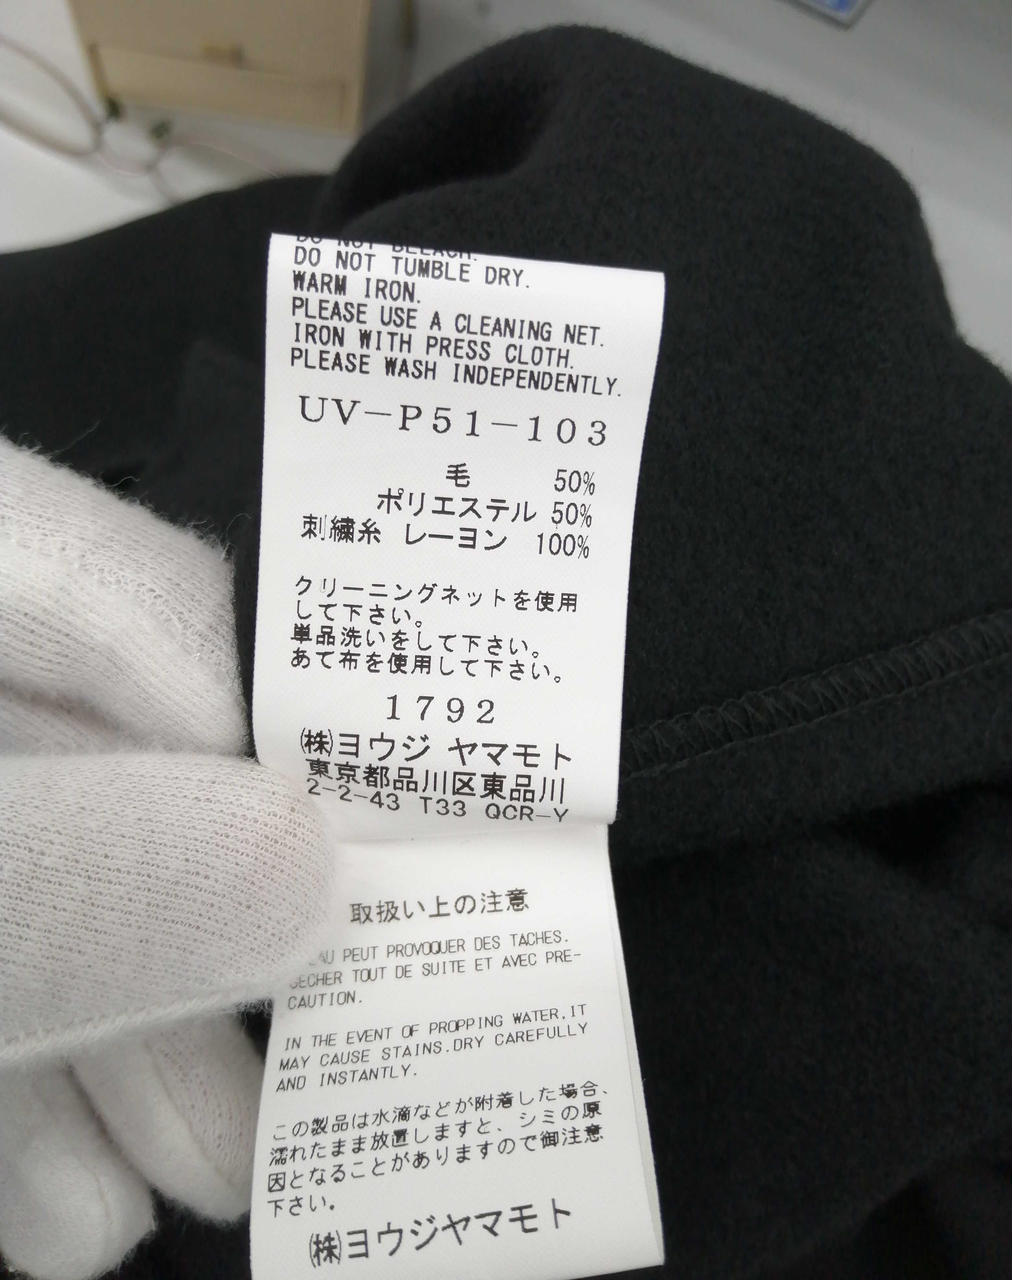 DO NOT BLEACH.
DO NOT TUMBLE DRY.
WARM IRON.
PLEASE USE A CLEANING NET.
IRON WITH PRESS CLOTH.
PLEASE WASH INDEPENDENTLY.
UV-P51-103
毛 50%
ポリエステル 50%
刺繍糸 レーヨン 100%
クリーニングネットを使用
して下さい。
単品洗いをして下さい。
あて布を使用して下さい。
1792
㈱ヨウジ ヤマモト
東京都品川区東品川
2-2-43 T33 QCR-Y
取扱い上の注意
PEUT PROVOQUER DES TACHES.
SECHER TOUT DE SUITE ET AVEC PRE-
CAUTION.
IN THE EVENT OF PROPPING WATER,IT
MAY CAUSE STAINS.DRY CAREFULLY
AND INSTANTLY.
この製品は水滴などが附着した場合、
濡れたまま放置しますと、シミの原
因となることがありますので御注意
下さい。
㈱ヨウジヤマモト